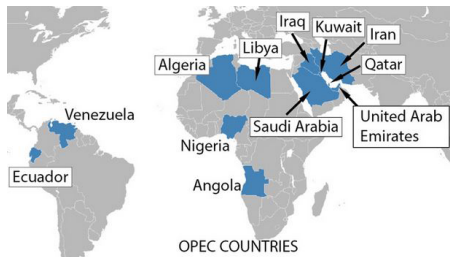 Iraq
Kuwait
Iran
Libya
Algeria
Qatar
Venezuela
Saudi Arabia
United Arab
Emirates
Nigeria
Ecuador
Angola
OPEC COUNTRIES